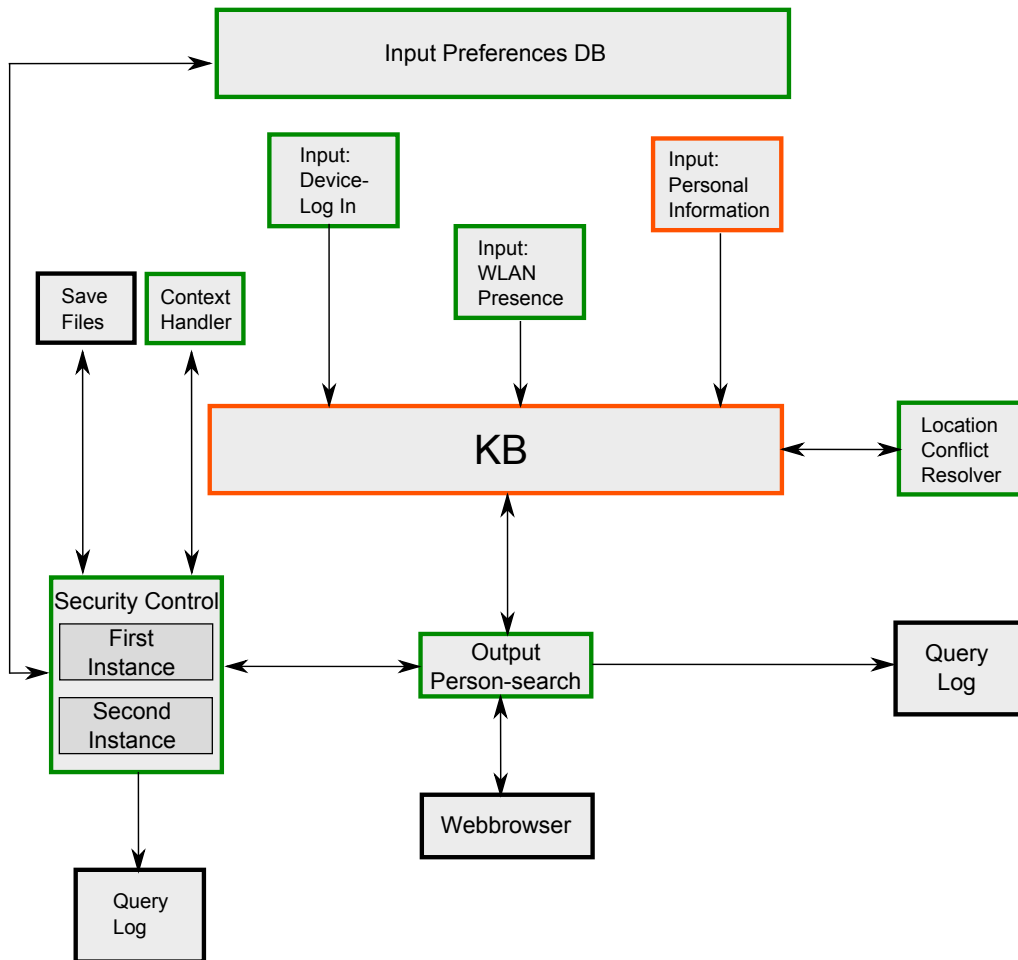 Input Preferences DB
Input:
Device-
Log In
Input:
WLAN
Presence
Input:
Personal
Information
Save
Files
Context
Handler
KB
Location
Conflict
Resolver
Security Control
First
Instance
Second
Instance
Output
Person-search
Query
Log
Webbrowser
Query
Log